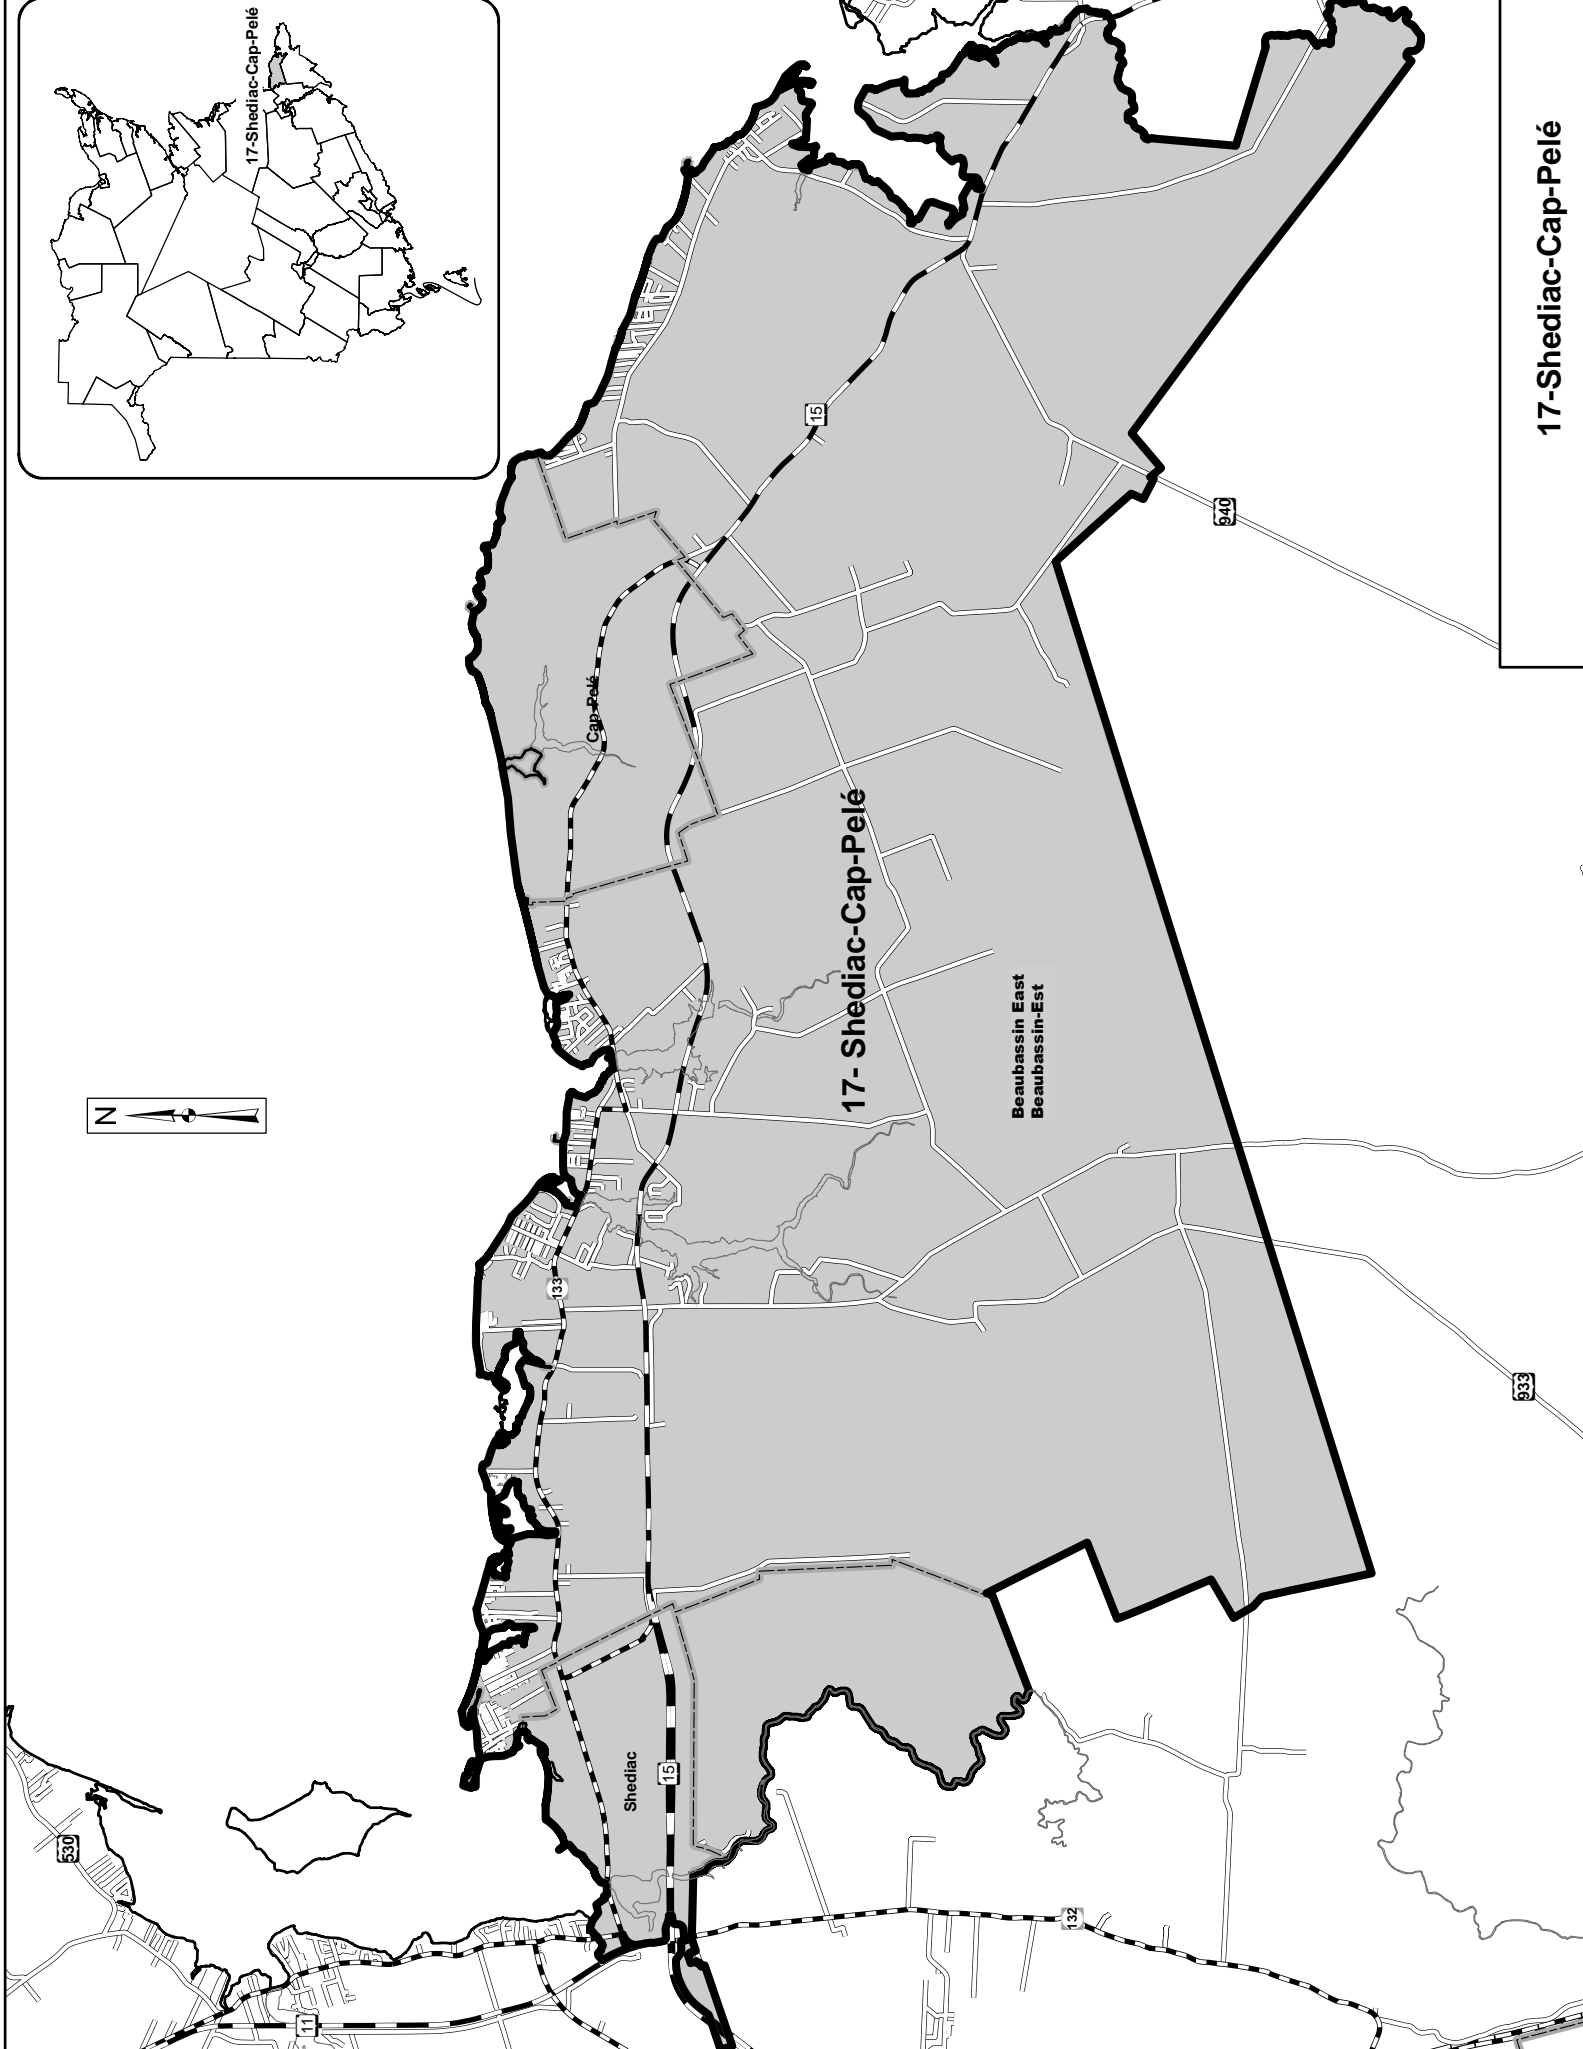 17-Shediac-Cap-Pelé
N
530
11
133
Cap-Pelé
15
Shediac
15
17- Shediac-Cap-Pelé
Beaubassin East
Beaubassin-Est
940
132
933
17-Shediac-Cap-Pelé